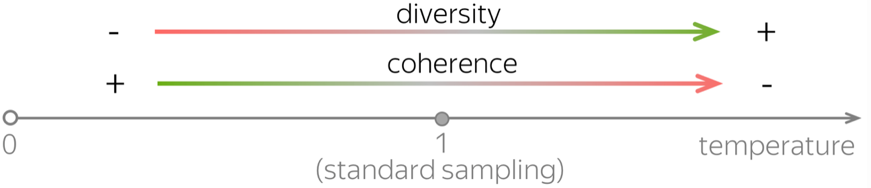 diversity
- +
coherence
+ -
0 1 temperature
(standard sampling)